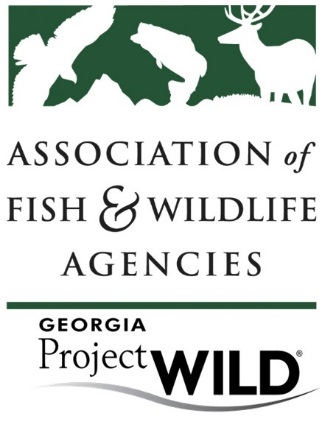 ASSOCIATION of
FISH & WILDLIFE
AGENCIES
GEORGIA
Project WILD®